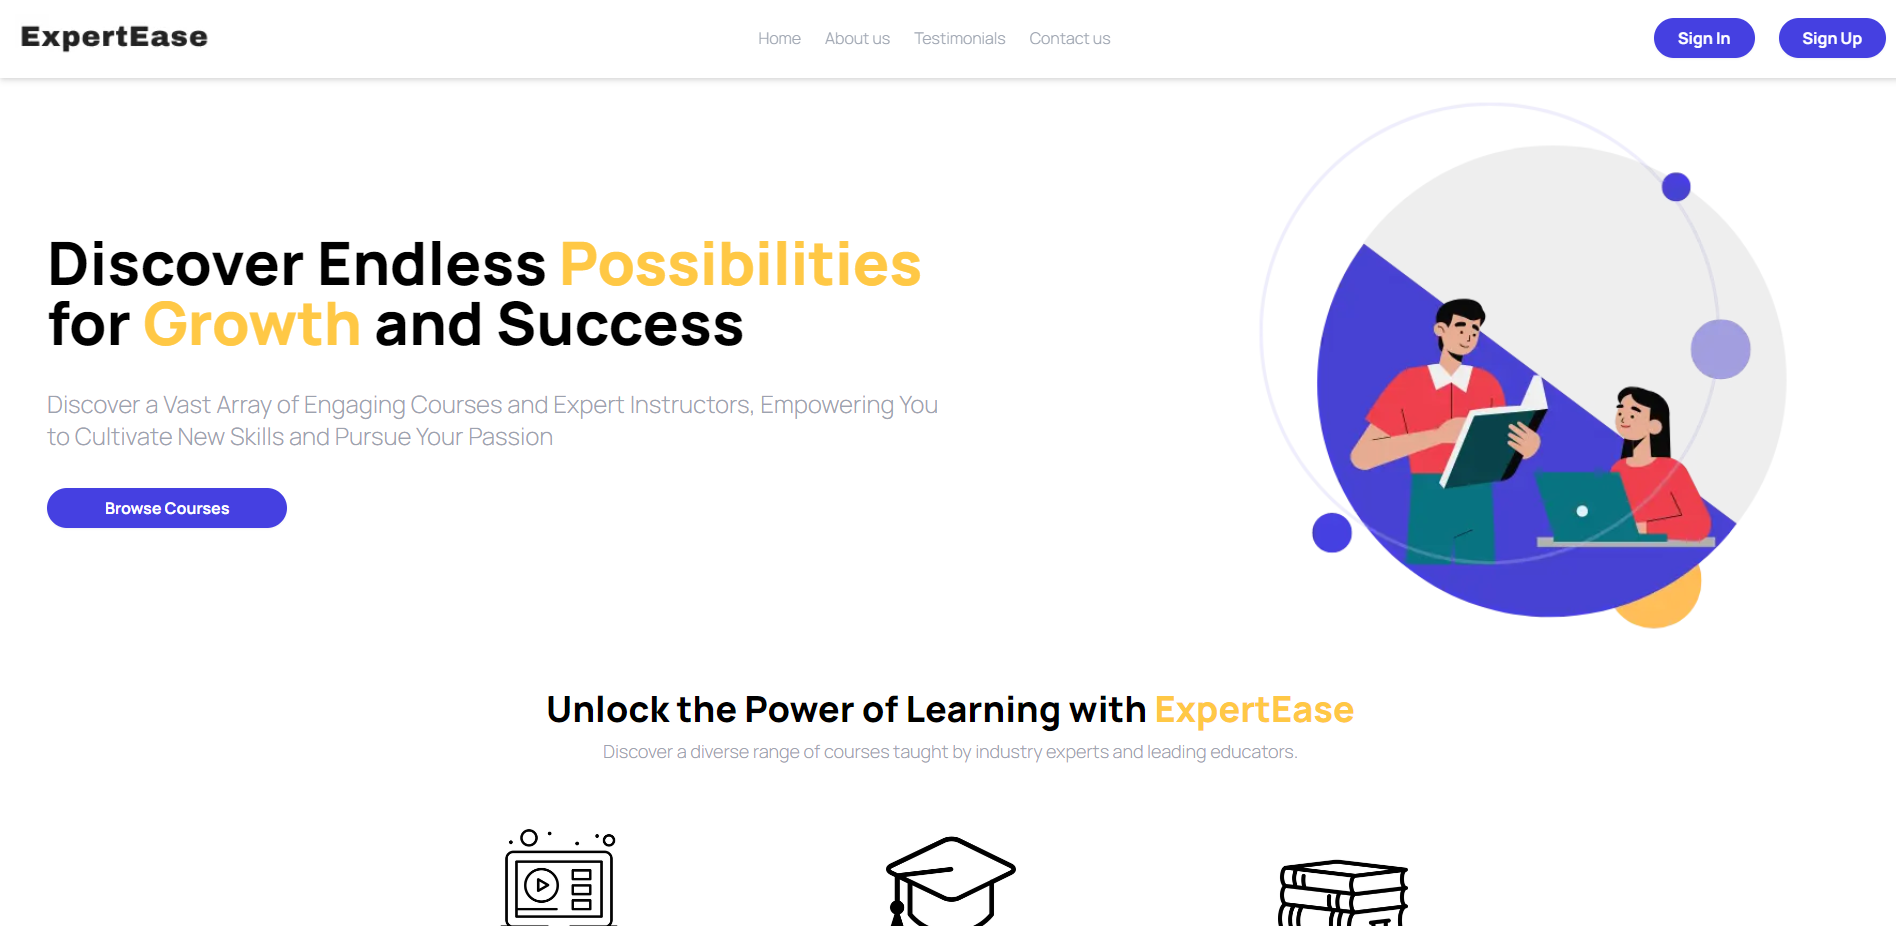 ExpertEase
Home
About us
Testimonials
Contact us
Sign In
Sign Up
Discover Endless Possibilities
for Growth and Success
Discover a Vast Array of Engaging Courses and Expert Instructors, Empowering You
to Cultivate New Skills and Pursue Your Passion
Browse Courses
Unlock the Power of Learning with ExpertEase
Discover a diverse range of courses taught by industry experts and leading educators.